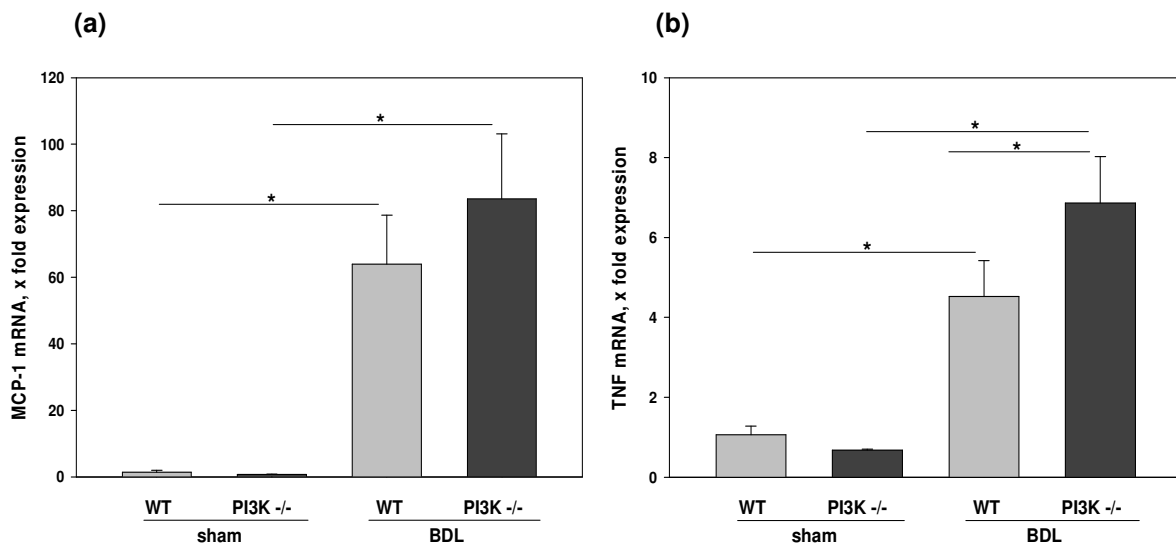 (a)
MCP-1 mRNA, x fold expression
120
100
80
60
40
20
0
*
*
WT PI3K -/- WT PI3K -/-
sham BDL
(b)
TNF mRNA, x fold expression
10
8
6
4
2
0
*
*
*
WT PI3K -/- WT PI3K -/-
sham BDL